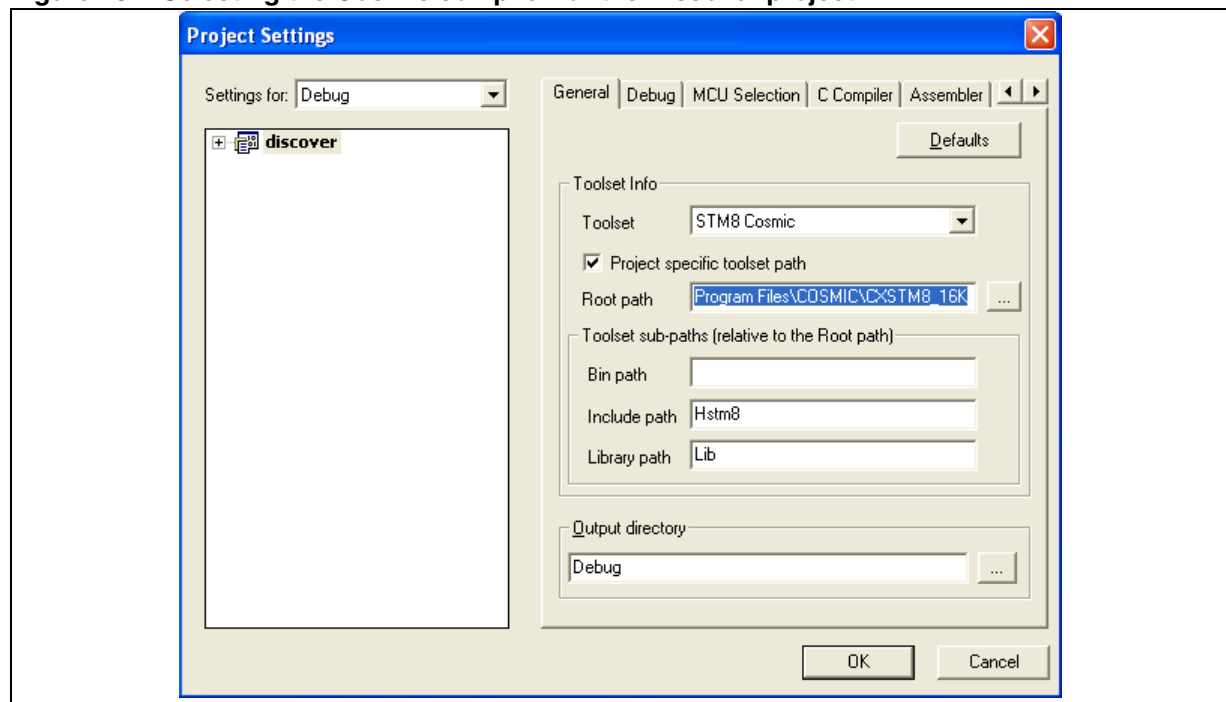 Project Settings
Settings for: Debug
discover
General Debug MCU Selection C Compiler Assembler
Defaults
Toolset Info
Toolset STM8 Cosmic
Project specific toolset path
Root path Program Files\COSMIC\CXSTM8_16K ...
Toolset sub-paths (relative to the Root path)
Bin path
Include path Hstm8
Library path Lib
Output directory
Debug ...
OK Cancel